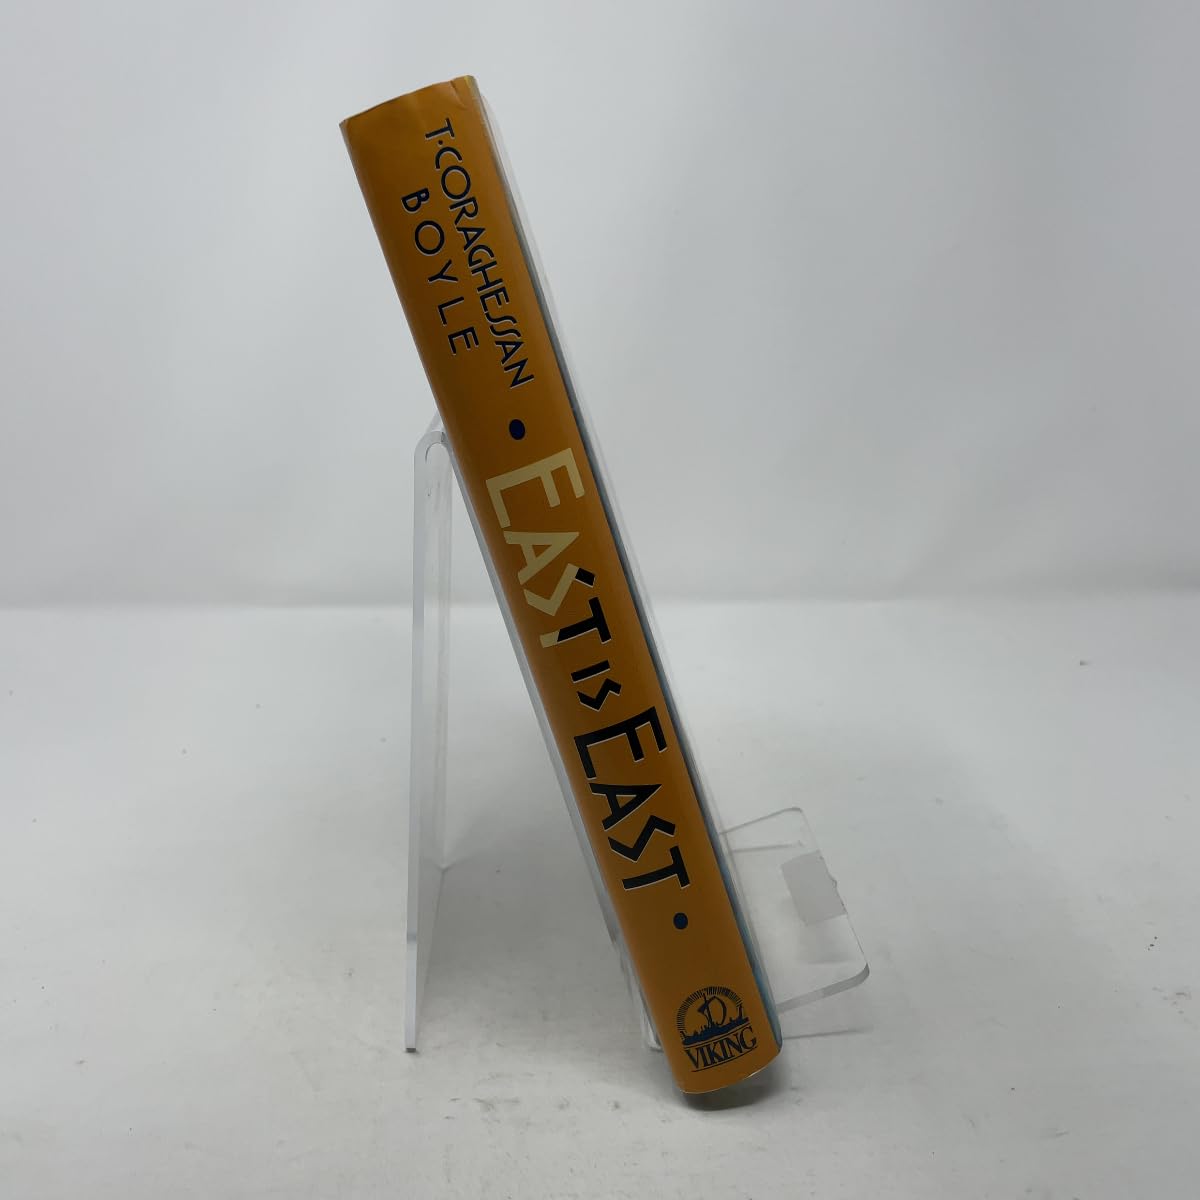 T·CORAGHESSAN
BOYLE
EAST IS EAST
VIKING